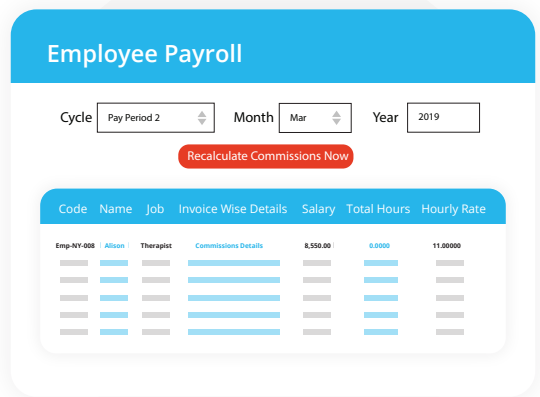 Employee Payroll
Cycle Pay Period 2 Month Mar Year 2019
Recalculate Commissions Now
Code Name Job Invoice Wise Details Salary Total Hours Hourly Rate
Emp-NY-008 Alison Therapist Commissions Details 8,550.00 0.0000 11.00000